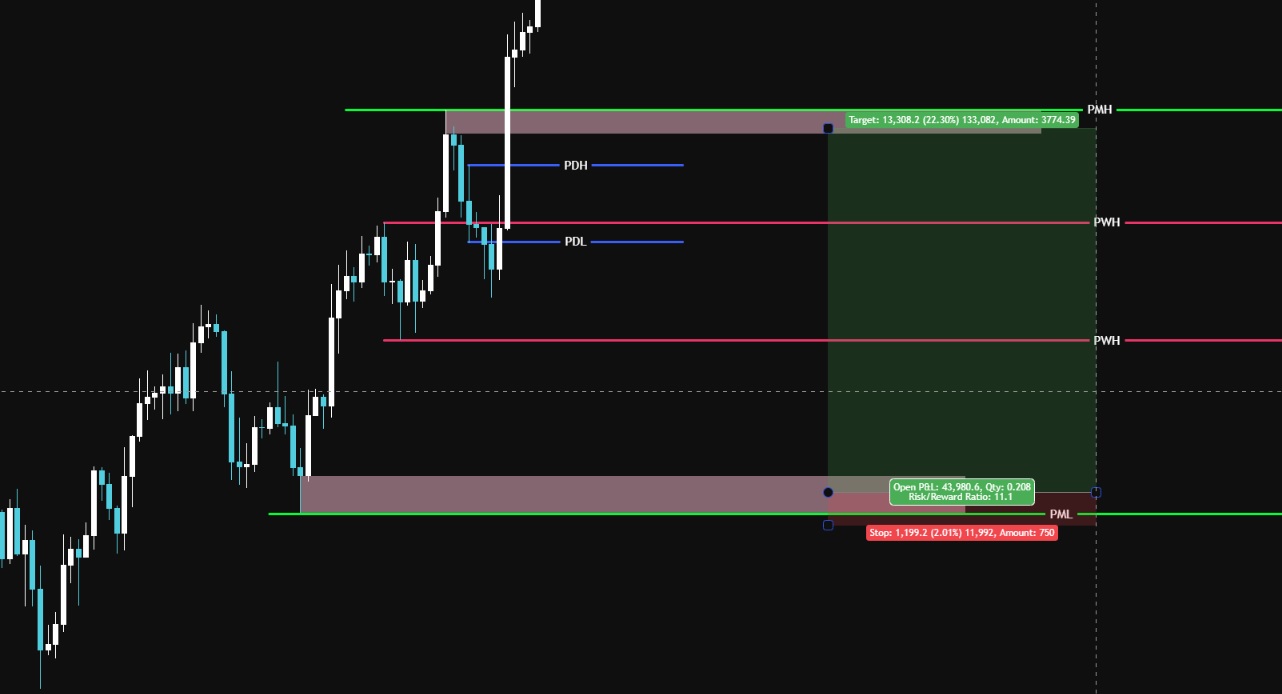 PMH
Target: 13,308.2 (22.30%) 133,082, Amount: 3774.39
PDH
PWH
PDL
PWH
Open P&L: 43,980.6, Qty: 0.208
Risk/Reward Ratio: 11.1
PML
Stop: 1,199.2 (2.01%) 11,992, Amount: 750